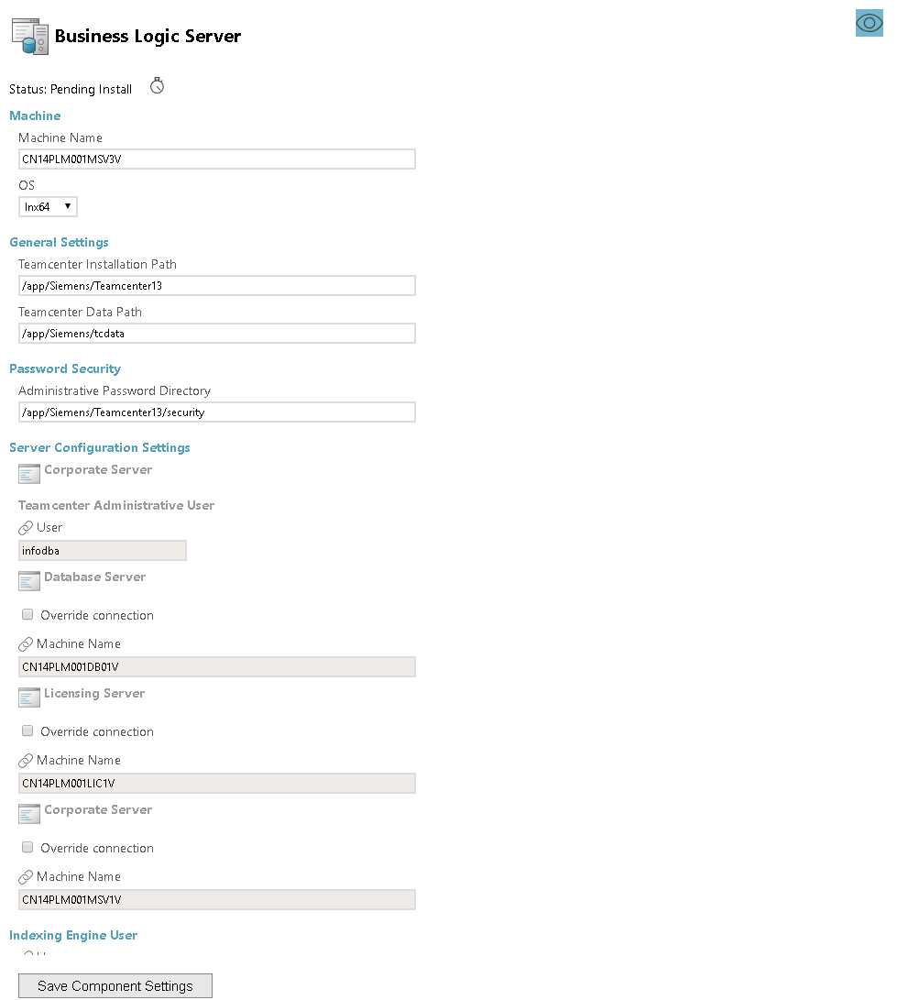 Business Logic Server
Status: Pending Install
Machine
Machine Name
CN14PLM001MSV3V
OS
lnx64
General Settings
Teamcenter Installation Path
/app/Siemens/Teamcenter13
Teamcenter Data Path
/app/Siemens/tcdata
Password Security
Administrative Password Directory
/app/Siemens/Teamcenter13/security
Server Configuration Settings
Corporate Server
Teamcenter Administrative User
User
infodba
Database Server
Override connection
Machine Name
CN14PLM001DB01V
Licensing Server
Override connection
Machine Name
CN14PLM001LIC1V
Corporate Server
Override connection
Machine Name
CN14PLM001MSV1V
Indexing Engine User
Save Component Settings